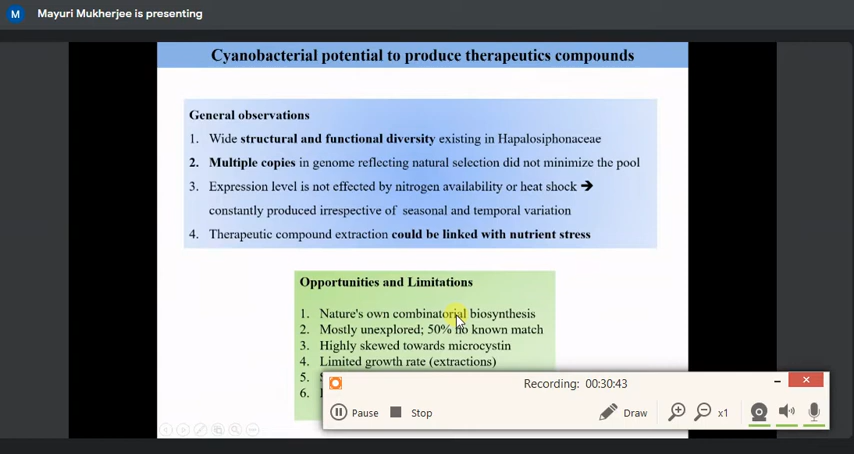 M
Mayuri Mukherjee is presenting
Cyanobacterial potential to produce therapeutics compounds
General observations
1. Wide structural and functional diversity existing in Hapalosiphonaceae
2. Multiple copies in genome reflecting natural selection did not minimize the pool
3. Expression level is not effected by nitrogen availability or heat shock ➔
constantly produced irrespective of seasonal and temporal variation
4. Therapeutic compound extraction could be linked with nutrient stress
Opportunities and Limitations
1. Nature's own combinatorial biosynthesis
2. Mostly unexplored; 50% no known match
3. Highly skewed towards microcystin
4. Limited growth rate (extractions)
5.
6.
Recording: 00:30:43
Pause Stop Draw x1